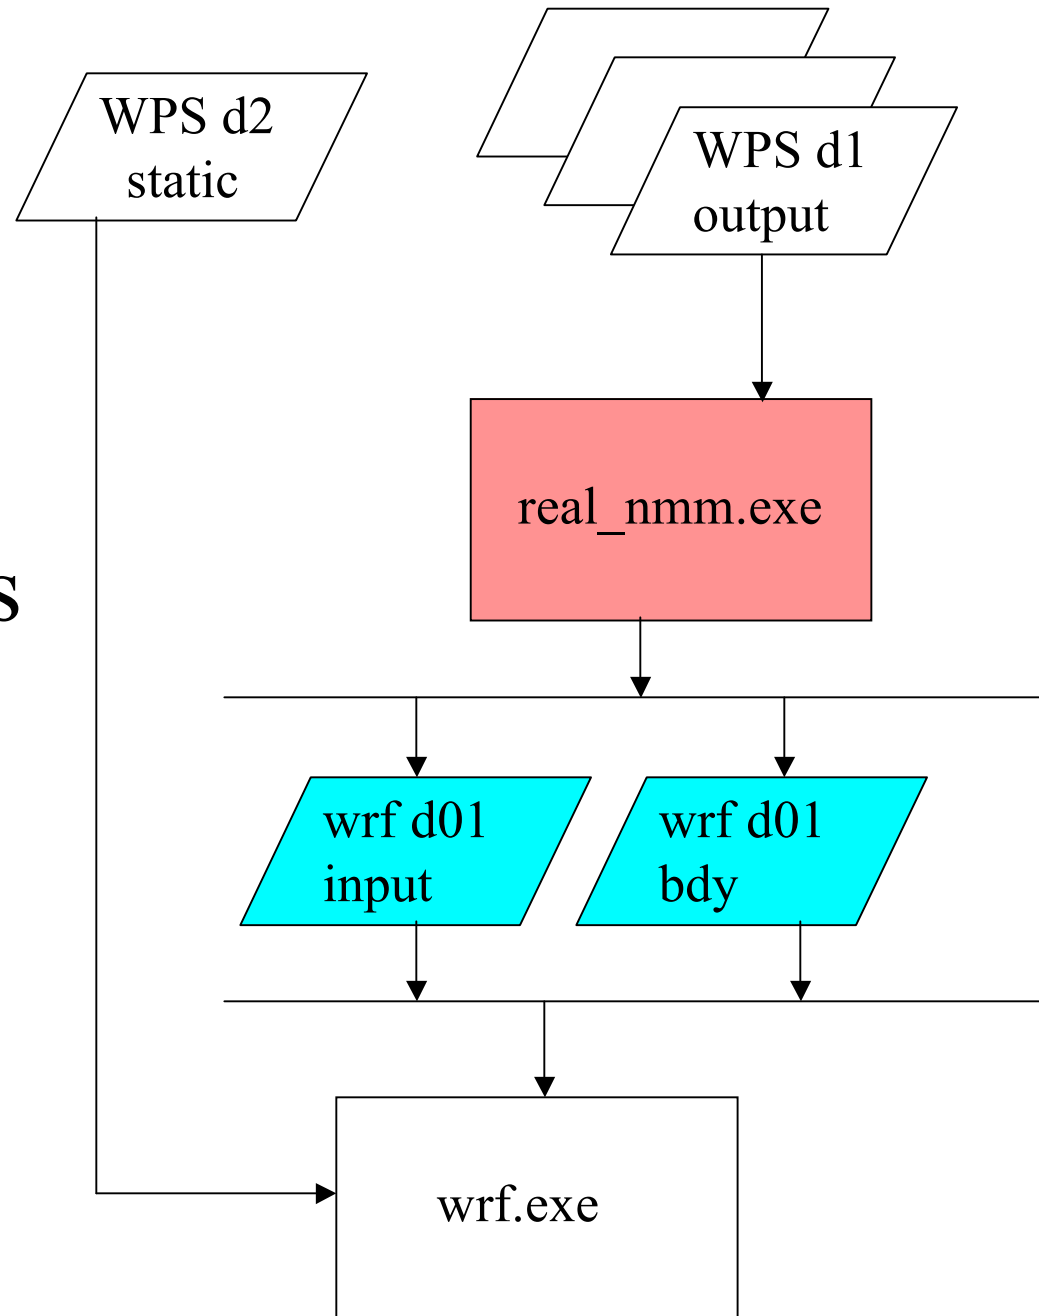 WPS d2
static
WPS d1
output
real_nmm.exe
s
wrf d01
input
wrf d01
bdy
wrf.exe